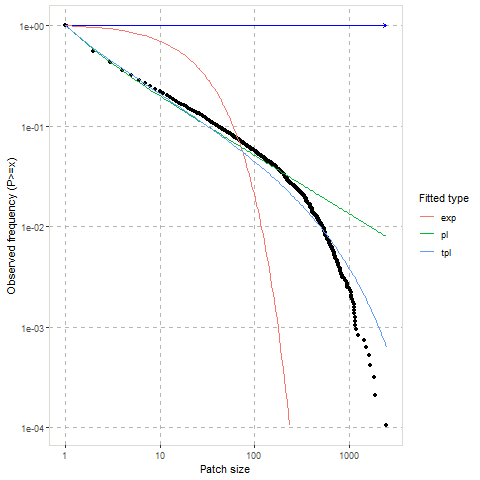 Observed frequency (P>=x)
1e+00
1e-01
1e-02
1e-03
1e-04
1
10
100
1000
Patch size
Fitted type
exp
pl
tpl